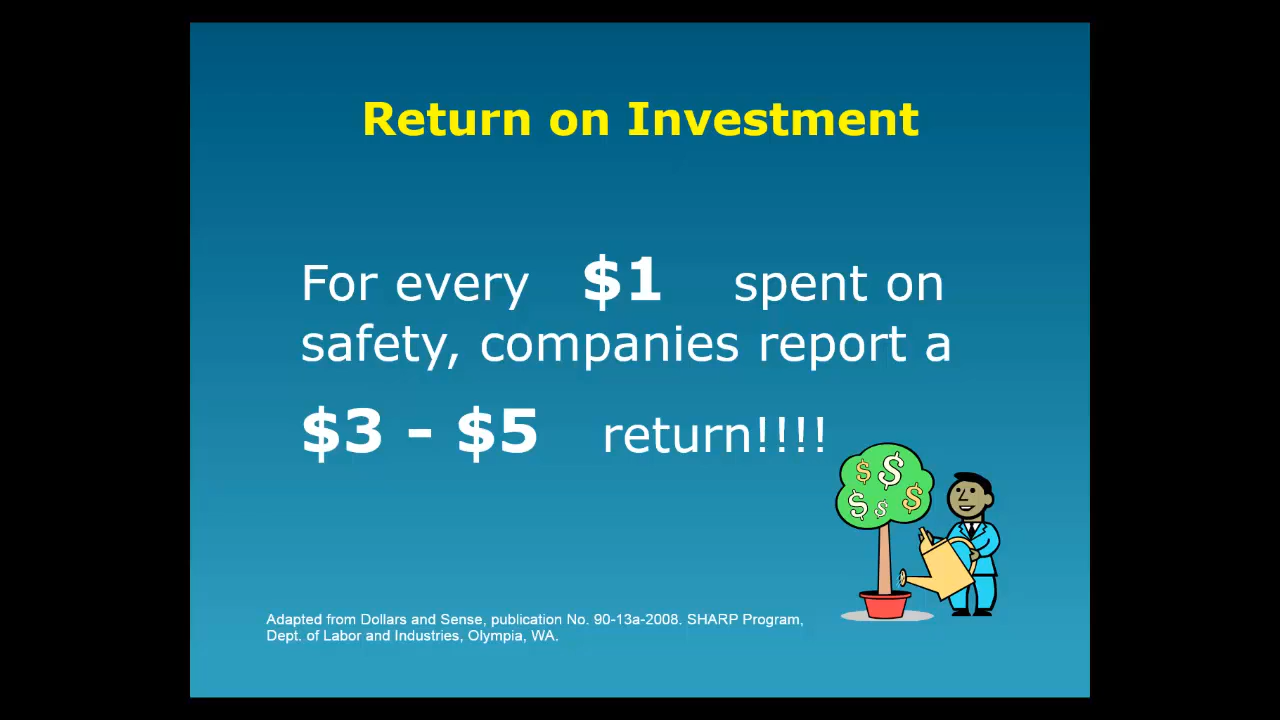 Return on Investment
For every $1 spent on
safety, companies report a
$3 - $5 return!!!!
$ $ $ $ $
Adapted from Dollars and Sense, publication No. 90-13a-2008. SHARP Program,
Dept. of Labor and Industries, Olympia, WA.